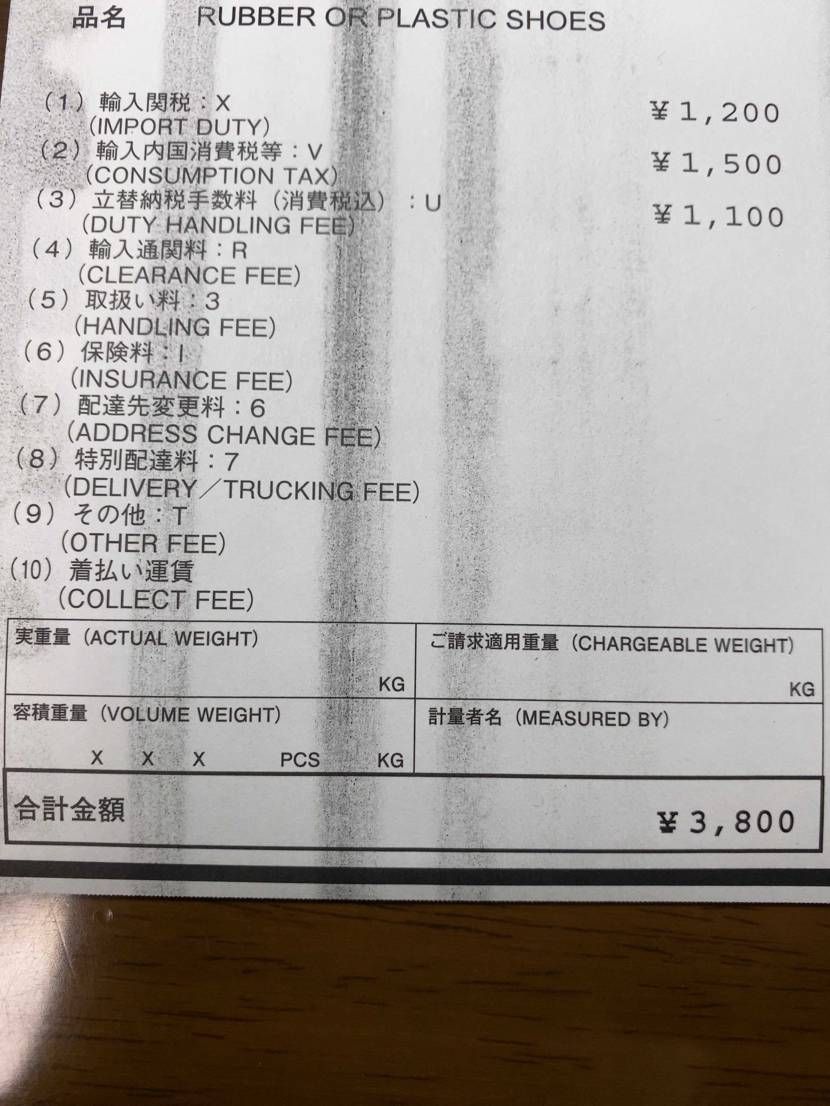 品名 RUBBER OR PLASTIC SHOES
(1) 輸入関税：X ¥1,200
(IMPORT DUTY)
(2) 輸入内国消費税等：V ¥1,500
(CONSUMPTION TAX)
(3) 立替納税手数料（消費税込）：U ¥1,100
(DUTY HANDLING FEE)
(4) 輸入通関料：R
(CLEARANCE FEE)
(5) 取扱い料：3
(HANDLING FEE)
(6) 保険料：I
(INSURANCE FEE)
(7) 配達先変更料：6
(ADDRESS CHANGE FEE)
(8) 特別配達料：7
(DELIVERY／TRUCKING FEE)
(9) その他：T
(OTHER FEE)
(10) 着払い運賃
(COLLECT FEE)
実重量 (ACTUAL WEIGHT) ご請求適用重量 (CHARGEABLE WEIGHT)
KG KG
容積重量 (VOLUME WEIGHT) 計量者名 (MEASURED BY)
X X X PCS KG
合計金額 ¥3,800